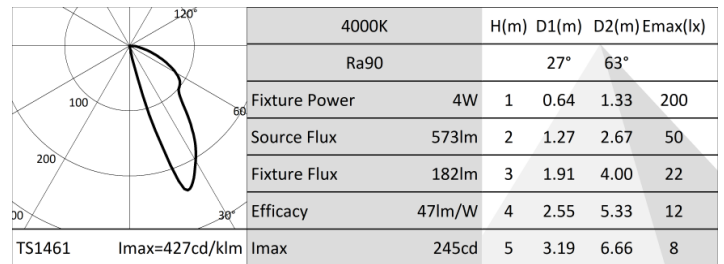 120°
100
60
200
30°
TS1461 Imax=427cd/klm
4000K H(m) D1(m) D2(m) Emax(lx)
Ra90 27° 63°
Fixture Power 4W 1 0.64 1.33 200
Source Flux 573lm 2 1.27 2.67 50
Fixture Flux 182lm 3 1.91 4.00 22
Efficacy 47lm/W 4 2.55 5.33 12
Imax 245cd 5 3.19 6.66 8